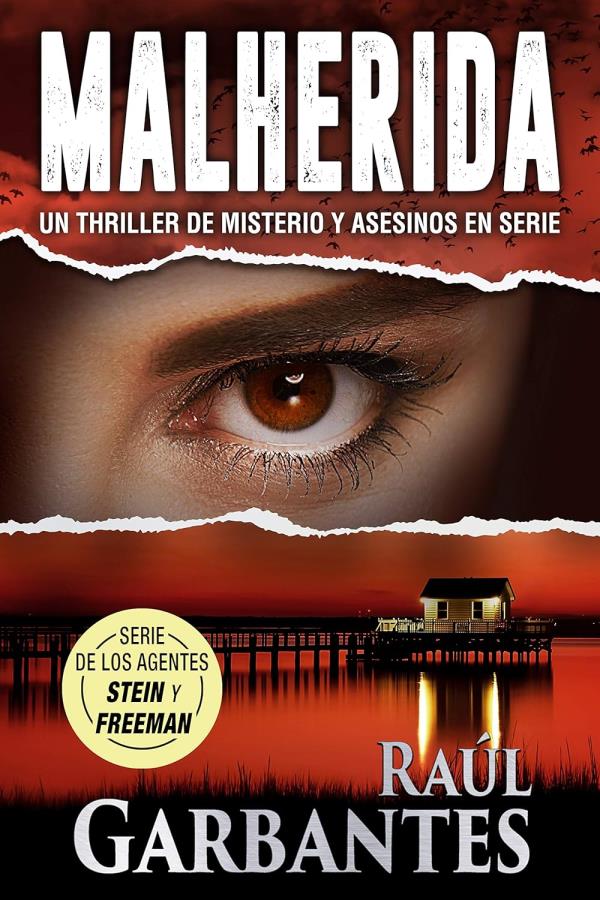 MALHERIDA
UN THRILLER DE MISTERIO Y ASESINOS EN SERIE
SERIE
DE LOS AGENTES
STEIN Y
FREEMAN
RAÚL
GARBANTES